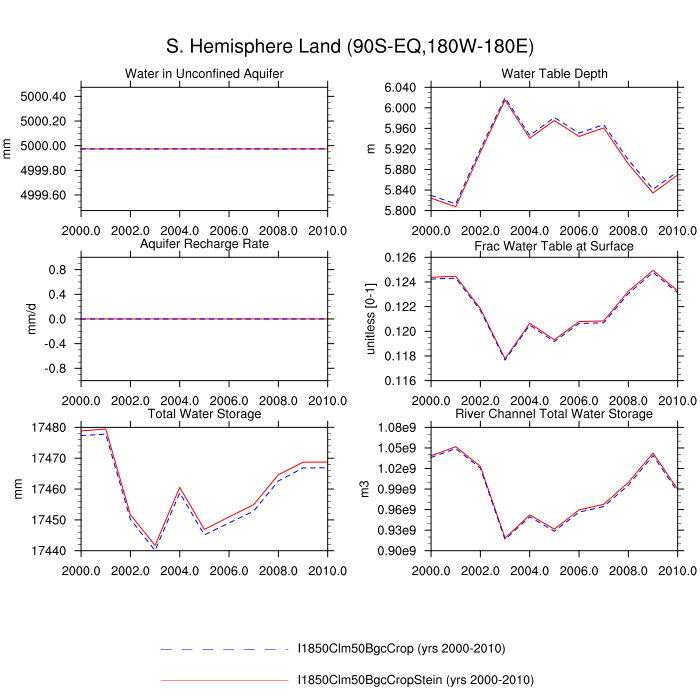 S. Hemisphere Land (90S-EQ,180W-180E)
Water in Unconfined Aquifer
5000.40
5000.20
5000.00
4999.80
4999.60
mm
2000.0 2002.0 2004.0 2006.0 2008.0 2010.0
Water Table Depth
6.040
6.000
5.960
5.920
5.880
5.840
5.800
m
2000.0 2002.0 2004.0 2006.0 2008.0 2010.0
Aquifer Recharge Rate
0.8
0.4
0.0
-0.4
-0.8
mm/d
2000.0 2002.0 2004.0 2006.0 2008.0 2010.0
Frac Water Table at Surface
0.126
0.124
0.122
0.120
0.118
0.116
unitless [0-1]
2000.0 2002.0 2004.0 2006.0 2008.0 2010.0
Total Water Storage
17480
17470
17460
17450
17440
mm
2000.0 2002.0 2004.0 2006.0 2008.0 2010.0
River Channel Total Water Storage
1.08e9
1.05e9
1.02e9
0.99e9
0.96e9
0.93e9
0.90e9
m3
2000.0 2002.0 2004.0 2006.0 2008.0 2010.0
I1850Clm50BgcCrop (yrs 2000-2010)
I1850Clm50BgcCropStein (yrs 2000-2010)